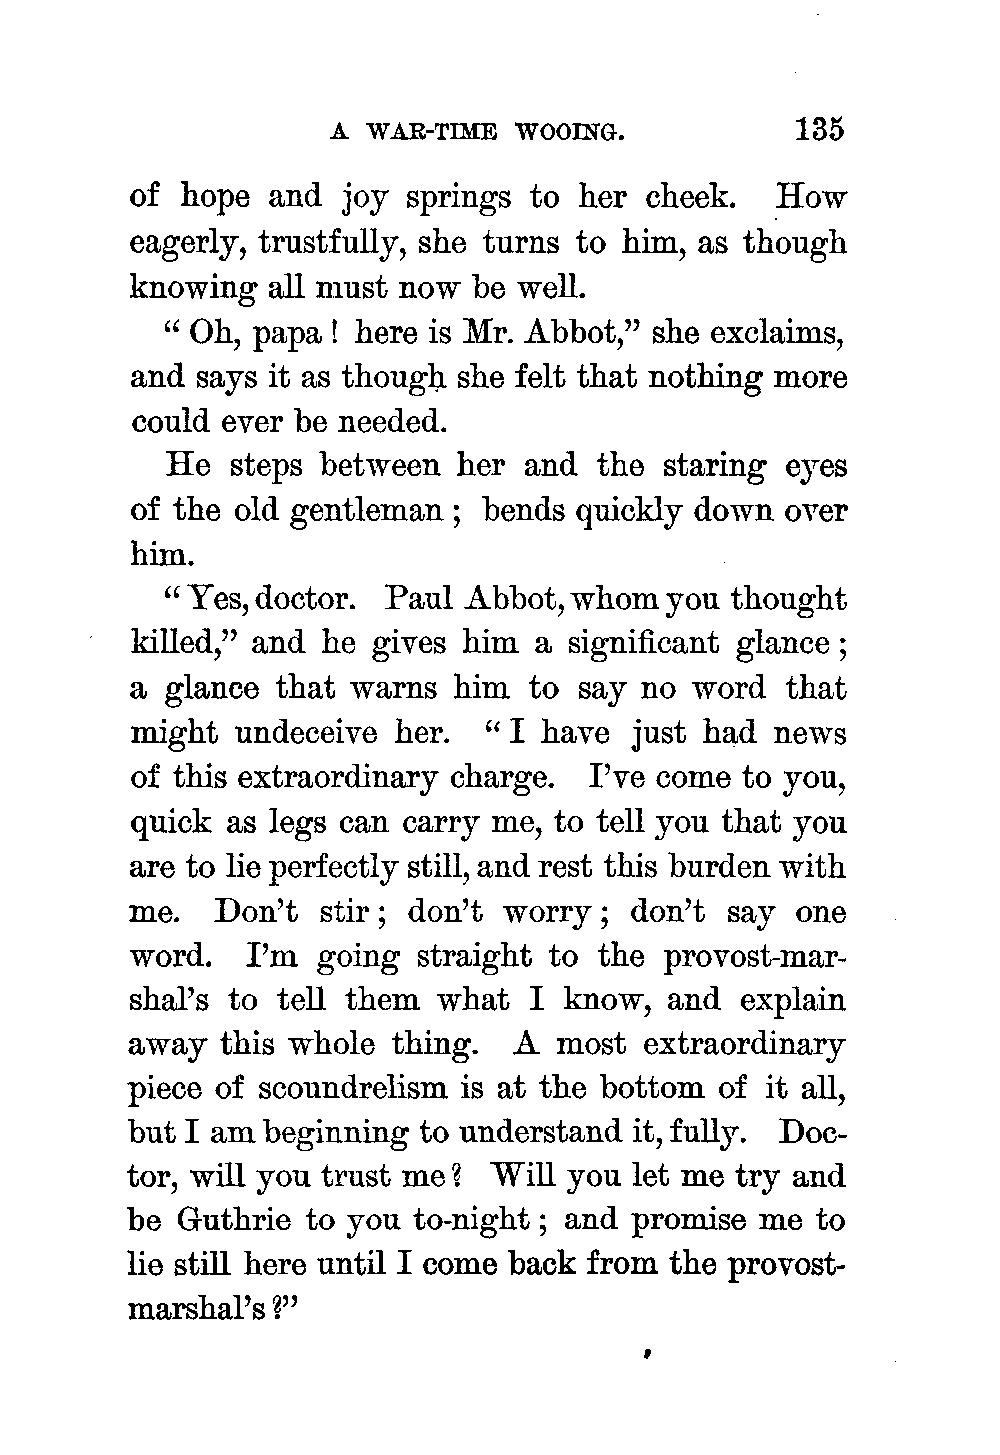 A WAR-TIME WOOING. 135
of hope and joy springs to her cheek. How
eagerly, trustfully, she turns to him, as though
knowing all must now be well.
“ Oh, papa ! here is Mr. Abbot,” she exclaims,
and says it as though she felt that nothing more
could ever be needed.
He steps between her and the staring eyes
of the old gentleman ; bends quickly down over
him.
“ Yes, doctor. Paul Abbot, whom you thought
killed,” and he gives him a significant glance ;
a glance that warns him to say no word that
might undeceive her. “ I have just had news
of this extraordinary charge. I’ve come to you,
quick as legs can carry me, to tell you that you
are to lie perfectly still, and rest this burden with
me. Don’t stir ; don’t worry ; don’t say one
word. I’m going straight to the provost-mar-
shal’s to tell them what I know, and explain
away this whole thing. A most extraordinary
piece of scoundrelism is at the bottom of it all,
but I am beginning to understand it, fully. Doc-
tor, will you trust me ? Will you let me try and
be Guthrie to you to-night ; and promise me to
lie still here until I come back from the provost-
marshal’s ?”